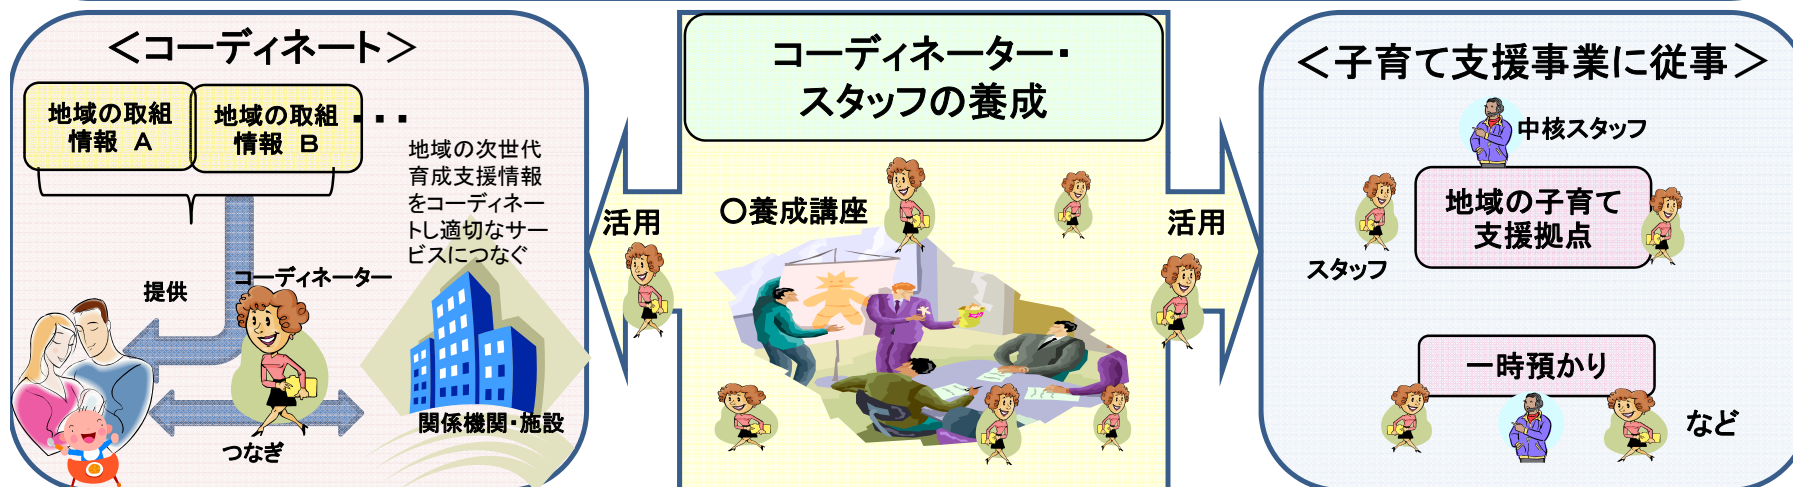 ＜コーディネート＞
地域の取組
情報 A
地域の取組
情報 B
・・・
地域の次世代
育成支援情報
をコーディネー
トし適切なサー
ビスにつなぐ
提供
コーディネーター
つなぎ
関係機関・施設
活用
コーディネーター・
スタッフの養成
○養成講座
活用
＜子育て支援事業に従事＞
中核スタッフ
地域の子育て
支援拠点
スタッフ
一時預かり
など